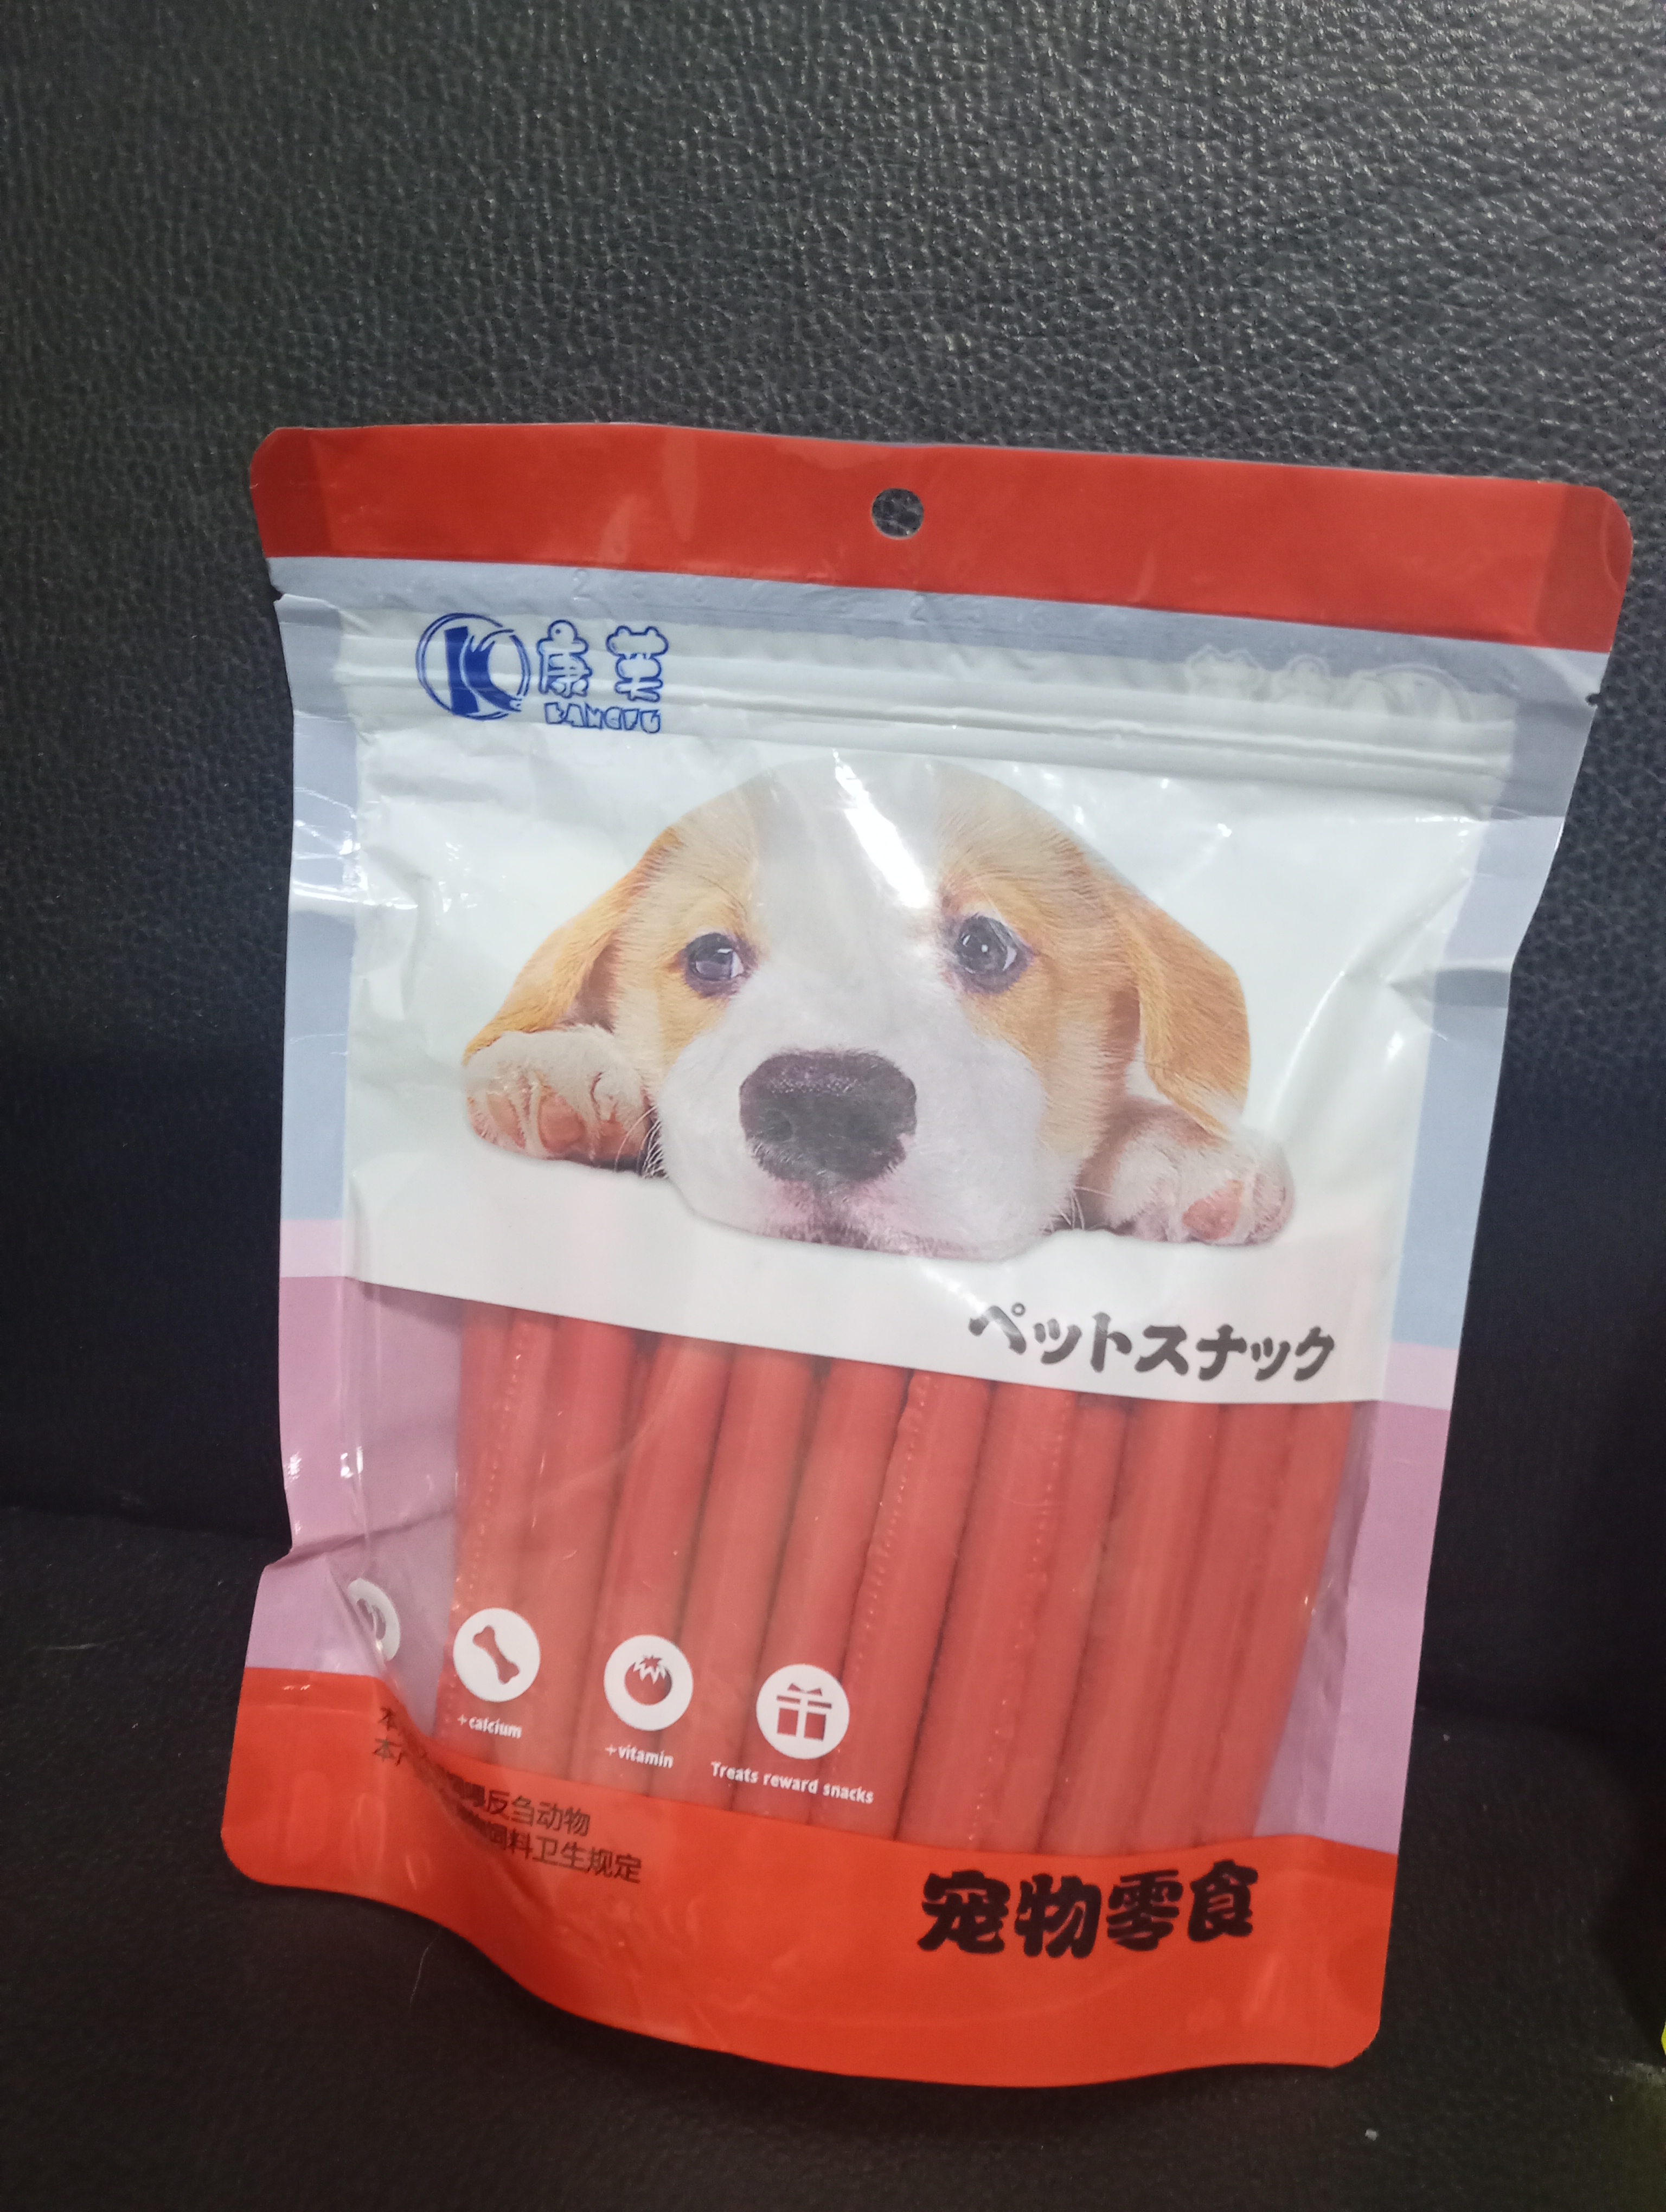 K
康芙
KANGFU
ペットスナック
+calcium
+vitamin
Treats reward snacks
反刍动物
饲料卫生规定
宠物零食